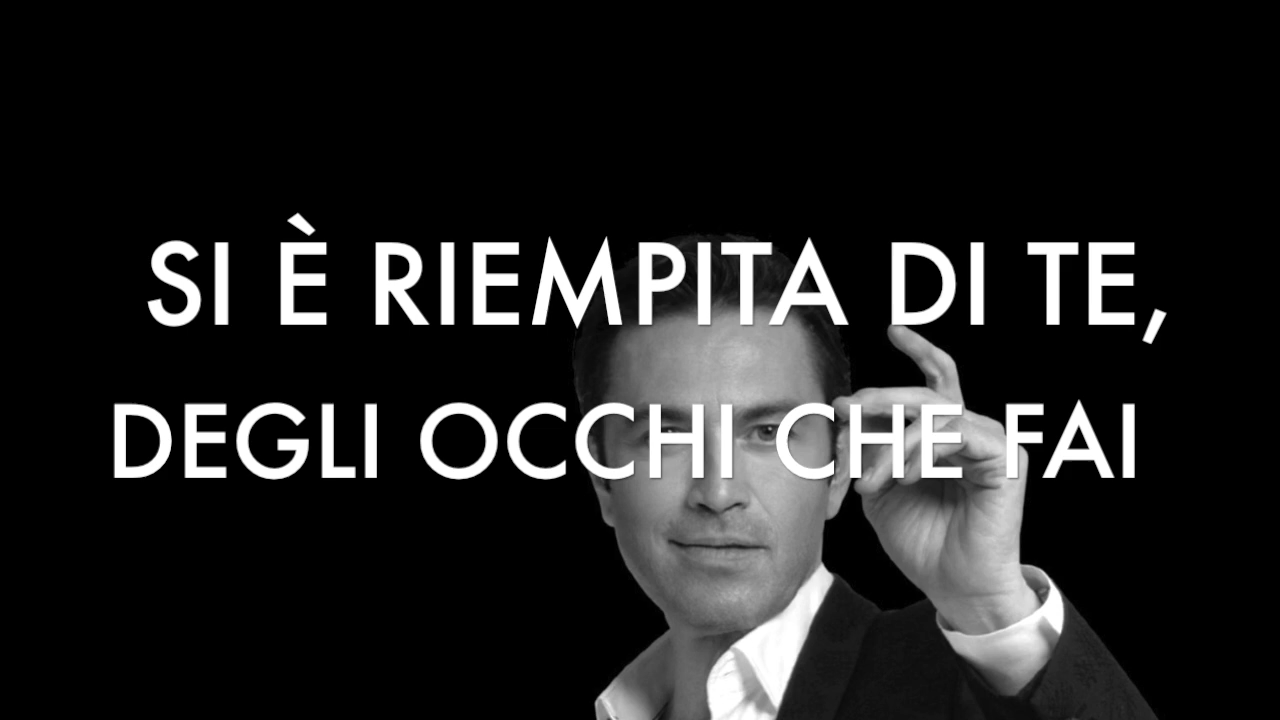 SI È RIEMPITA DI TE,
DEGLI OCCHI CHE FAI